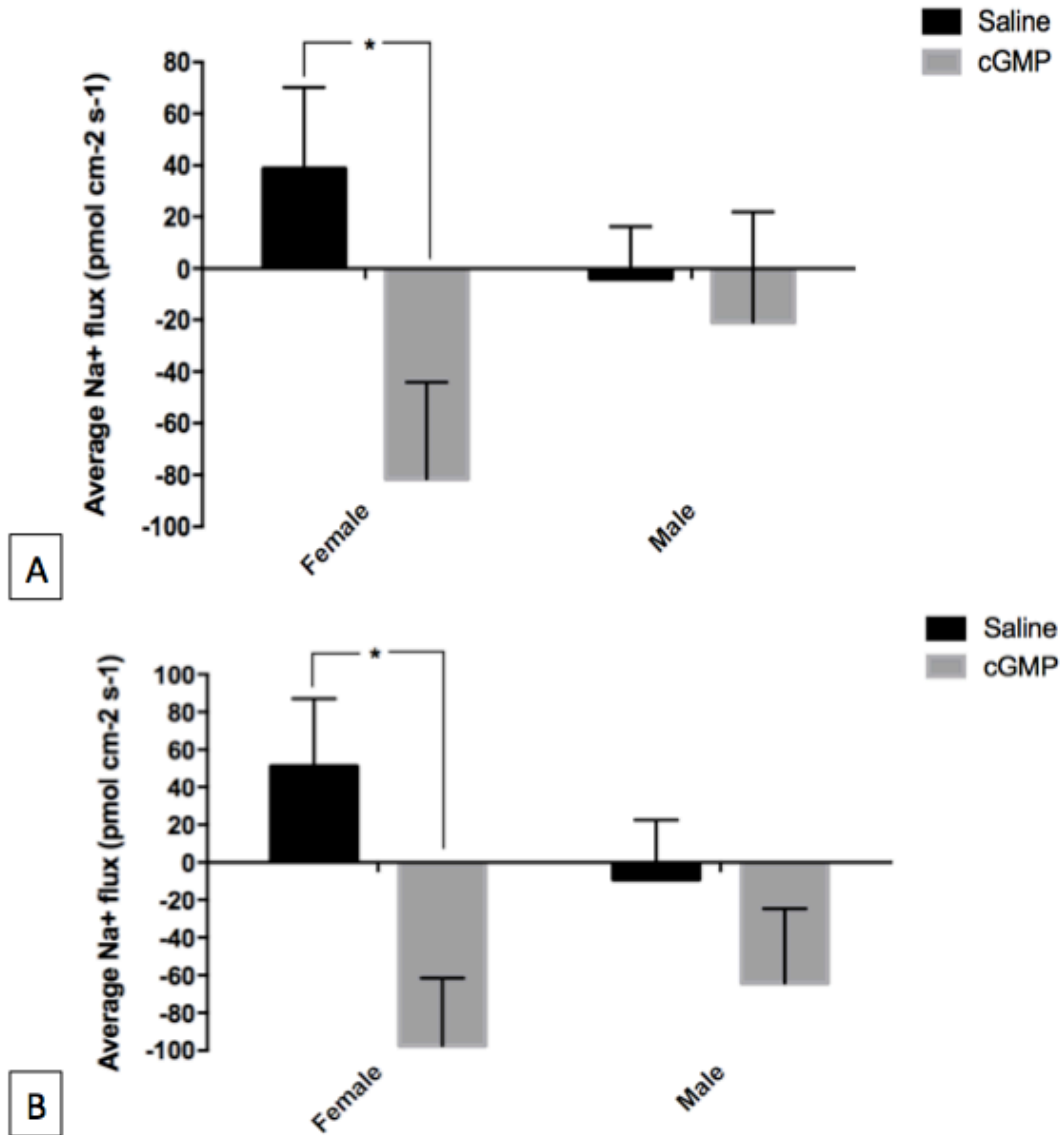 Saline
cGMP
*
Average Na+ flux (pmol cm-2 s-1)
80
60
40
20
0
-20
-40
-60
-80
-100
Female
Male
A
Saline
cGMP
*
Average Na+ flux (pmol cm-2 s-1)
100
80
60
40
20
0
-20
-40
-60
-80
-100
Female
Male
B